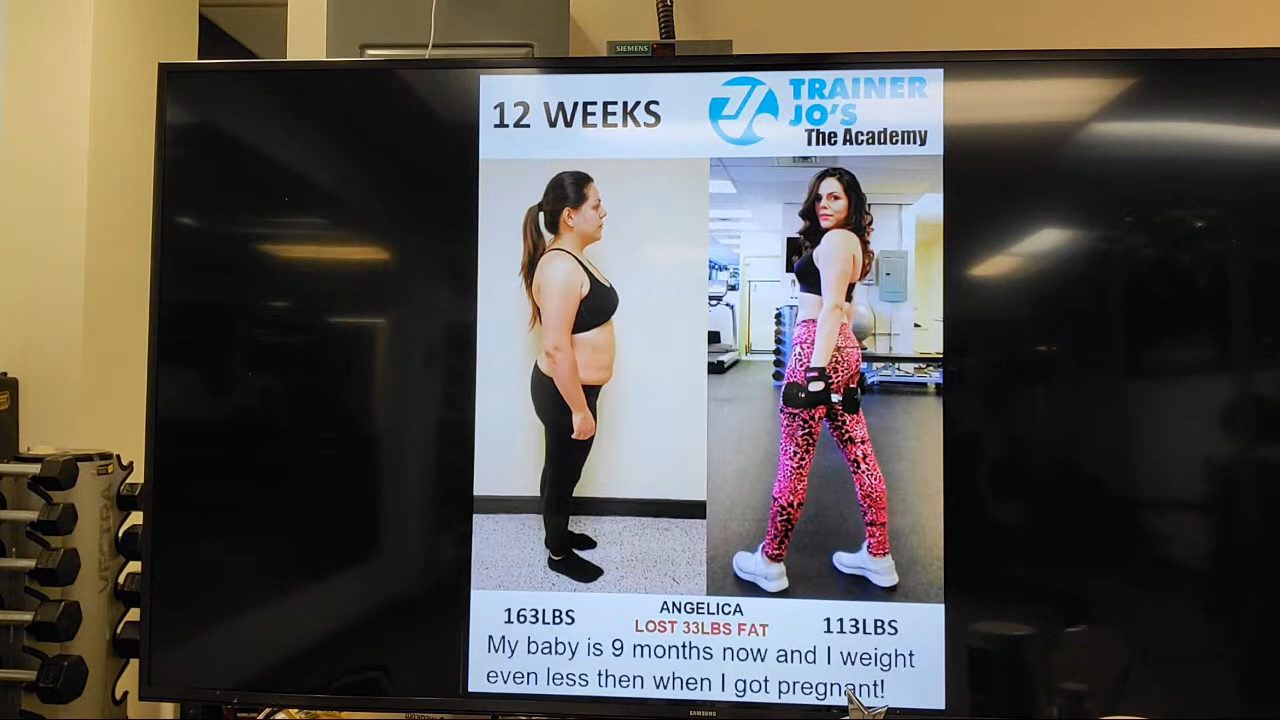 SIEMENS
12 WEEKS
TRAINER
JO'S
The Academy
VECTRA
163LBS
ANGELICA
LOST 33LBS FAT
113LBS
My baby is 9 months now and I weight
even less then when I got pregnant!
SAMSUNG